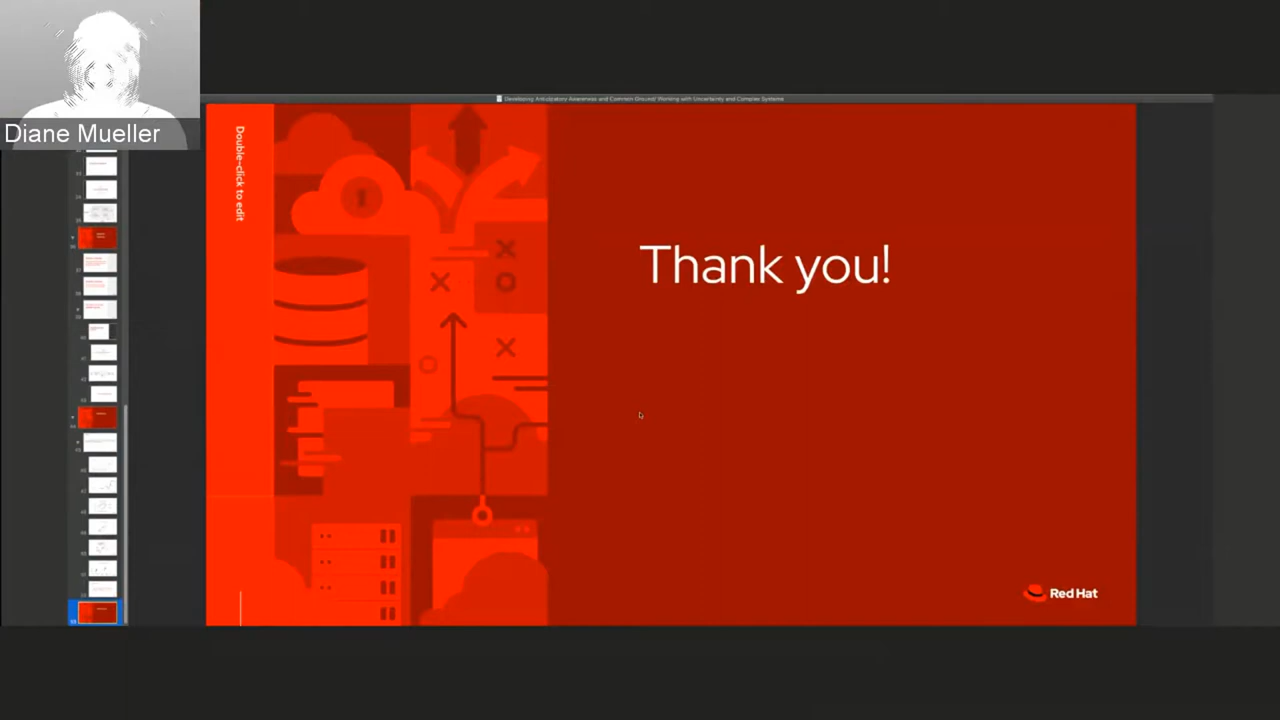 Diane Mueller
Developing Anticipatory Awareness and Common Ground: Working with Uncertainty and Complex Systems
Double-click to edit
Thank you!
Red Hat